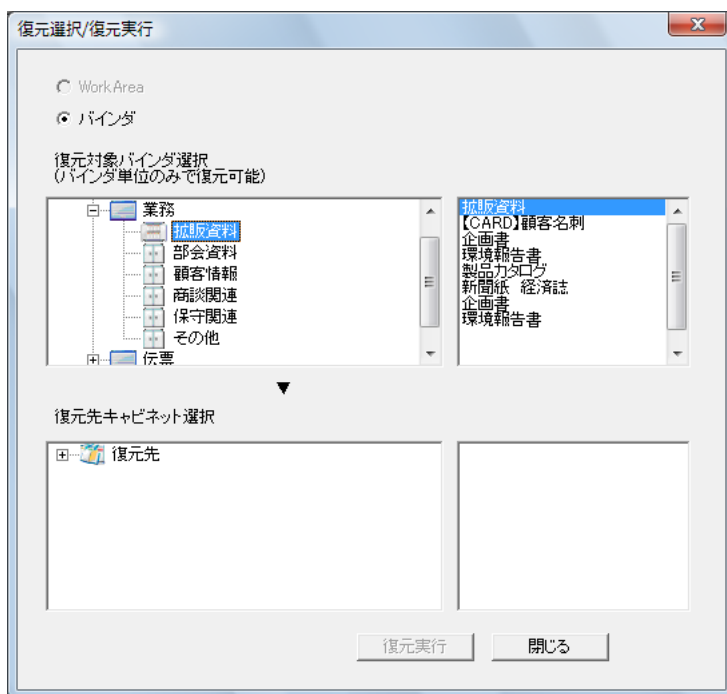 復元選択/復元実行
WorkArea
バインダ
復元対象バインダ選択
(バインダ単位のみで復元可能)
業務
拡販資料
部会資料
顧客情報
商談関連
保守関連
その他
伝票
拡販資料
【CARD】顧客名刺
企画書
環境報告書
製品カタログ
新聞紙 経済誌
企画書
環境報告書
▼
復元先キャビネット選択
復元先
復元実行
閉じる